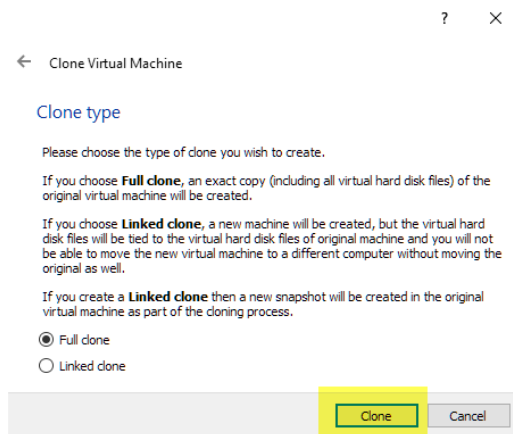 ?
Clone Virtual Machine
Clone type
Please choose the type of clone you wish to create.
If you choose Full clone, an exact copy (including all virtual hard disk files) of the
original virtual machine will be created.
If you choose Linked clone, a new machine will be created, but the virtual hard
disk files will be tied to the virtual hard disk files of original machine and you will not
be able to move the new virtual machine to a different computer without moving the
original as well.
If you create a Linked clone then a new snapshot will be created in the original
virtual machine as part of the cloning process.
Full clone
Linked clone
Clone Cancel